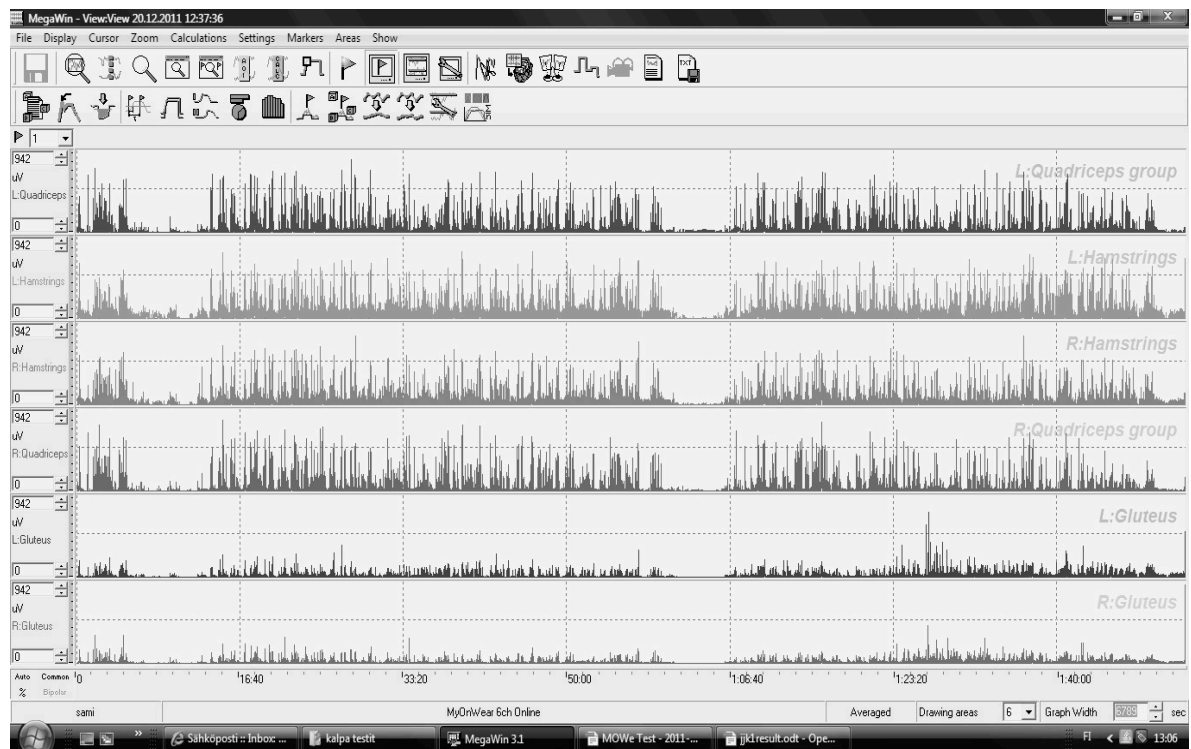 MegaWin - View:View 20.12.2011 12:37:36
File Display Cursor Zoom Calculations Settings Markers Areas Show
1
942
uV
L:Quadriceps
0
L:Quadriceps group
942
uV
L:Hamstrings
0
L:Hamstrings
942
uV
R:Hamstrings
0
R:Hamstrings
942
uV
R:Quadriceps
0
R:Quadriceps group
942
uV
L:Gluteus
0
L:Gluteus
942
uV
R:Gluteus
0
R:Gluteus
Auto Common 0 16:40 33:20 50:00 1:06:40 1:23:20 1:40:00
% Bipolar
sami MyOnWear 6ch Online Averaged Drawing areas 6 Graph Width 6789 sec
Sähköposti :: Inbox: ... kalpa testit MegaWin 3.1 MOWe Test - 2011-... jjk1result.odt - Ope... FI 13:06